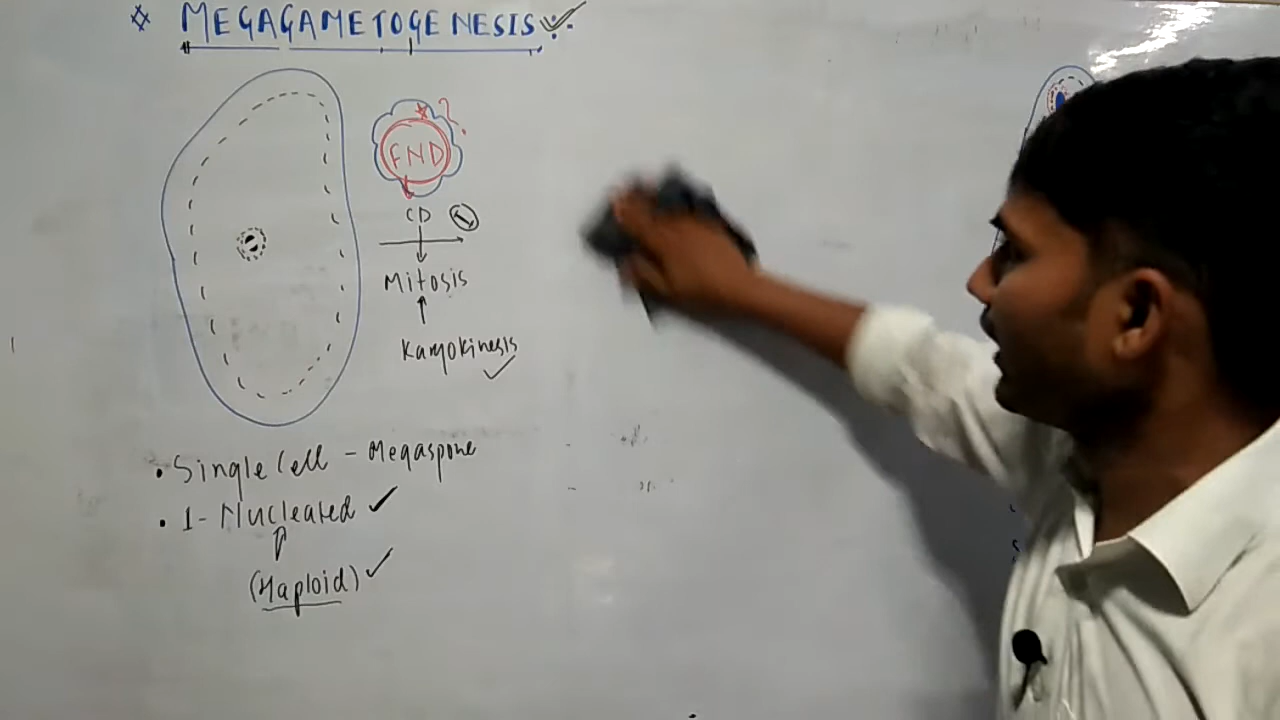 MEGAGAMETOGENESIS
?
FND
CD 1
Mitosis
Karyokinesis
• Single Cell - Megaspore
• 1 - Nucleated
(Haploid)